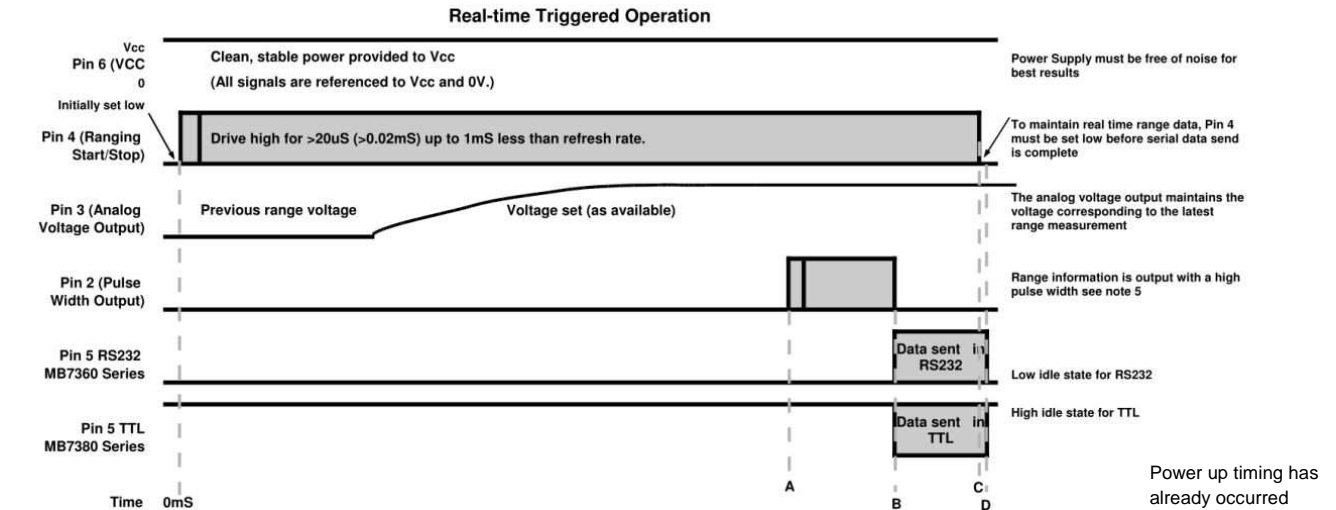 Real-time Triggered Operation
Vcc
Pin 6 (VCC
0
Clean, stable power provided to Vcc
(All signals are referenced to Vcc and 0V.)
Power Supply must be free of noise for
best results
Initially set low
Pin 4 (Ranging
Start/Stop)
Drive high for >20uS (>0.02mS) up to 1mS less than refresh rate.
To maintain real time range data, Pin 4
must be set low before serial data send
is complete
Pin 3 (Analog
Voltage Output)
Previous range voltage
Voltage set (as available)
The analog voltage output maintains the
voltage corresponding to the latest
range measurement
Pin 2 (Pulse
Width Output)
Range information is output with a high
pulse width see note 5
Pin 5 RS232
MB7360 Series
Data sent in
RS232
Low idle state for RS232
Pin 5 TTL
MB7380 Series
Data sent in
TTL
High idle state for TTL
Time 0mS
A
B
C
D
Power up timing has
already occurred